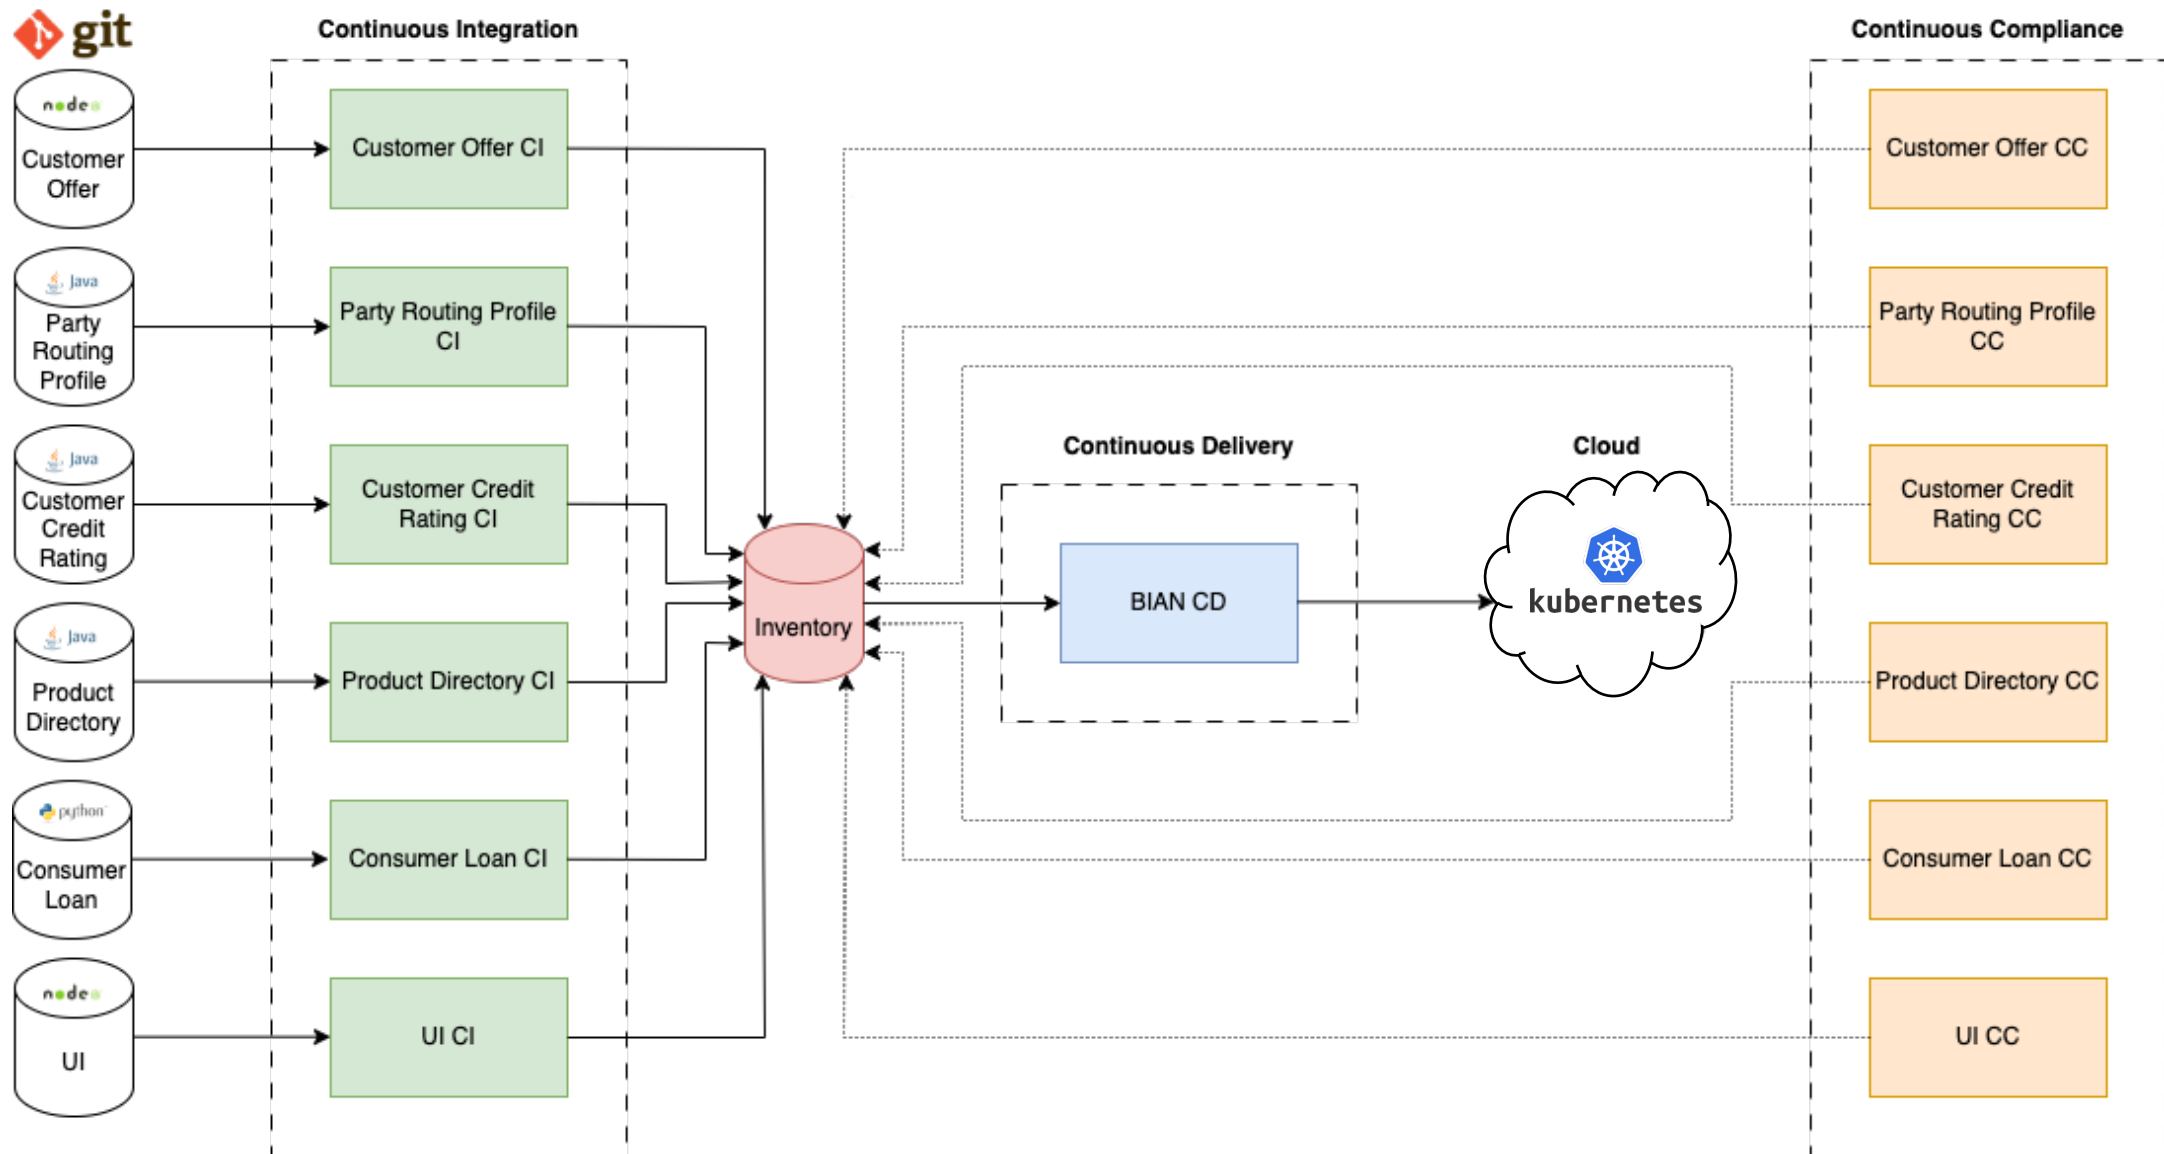 git
Continuous Integration
Continuous Compliance
node
Customer
Offer
Customer Offer CI
Customer Offer CC
Java
Party
Routing
Profile
Party Routing Profile
CI
Party Routing Profile
CC
Java
Customer
Credit
Rating
Customer Credit
Rating CI
Continuous Delivery
Cloud
Customer Credit
Rating CC
Inventory
BIAN CD
kubernetes
Java
Product
Directory
Product Directory CI
Product Directory CC
python
Consumer
Loan
Consumer Loan CI
Consumer Loan CC
node
UI
UI CI
UI CC